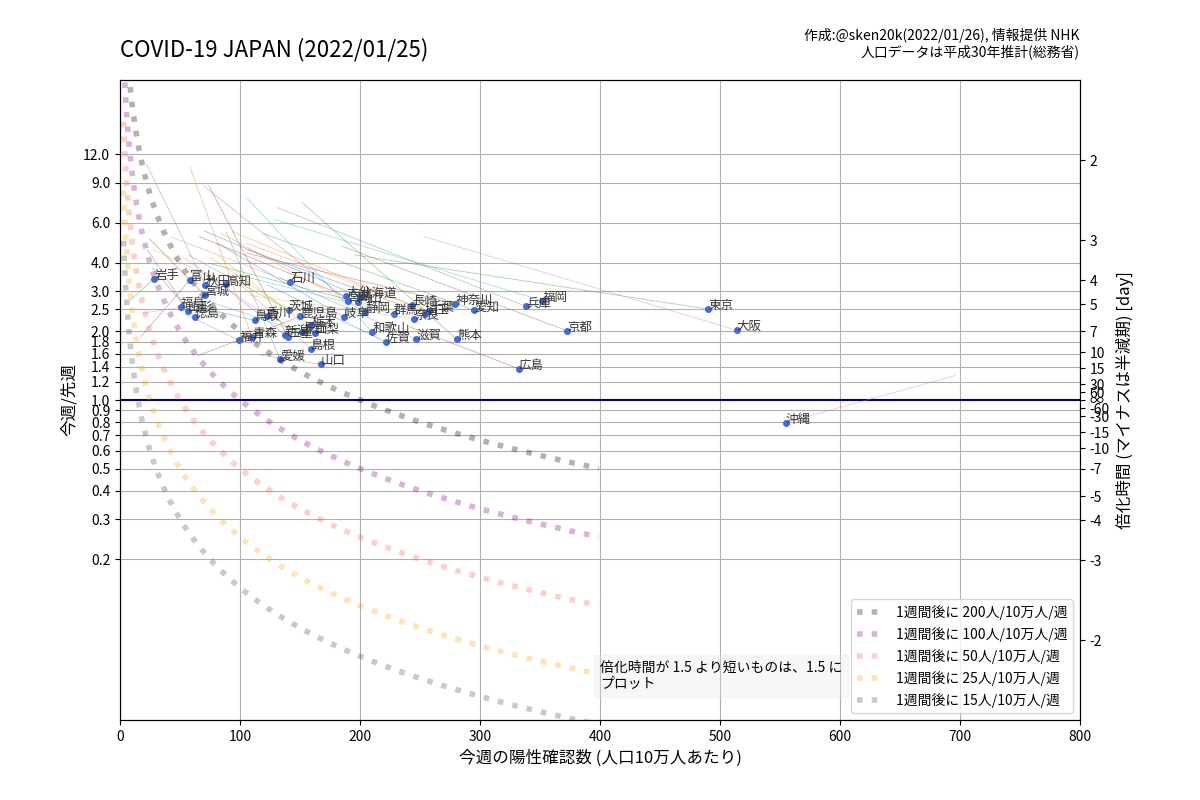 COVID-19 JAPAN (2022/01/25)
作成:@sken20k(2022/01/26), 情報提供 NHK
人口データは平成30年推計(総務省)
今週/先週
12.0
9.0
6.0
4.0
3.0
2.5
2.0
1.8
1.6
1.4
1.2
1.0
0.9
0.8
0.7
0.6
0.5
0.4
0.3
0.2
岩手
富山
秋田
高知
宮城
石川
福島
徳島
北海道
長崎
神奈川
愛知
兵庫
福岡
東京
大阪
京都
静岡
群馬
岐阜
茨城
鹿児島
香川
鳥取
青森
福井
新潟
和歌山
佐賀
滋賀
熊本
島根
愛媛
山口
広島
沖縄
2
3
4
5
7
10
15
30
60
∞
-60
-30
-15
-10
-7
-5
-4
-3
-2
倍化時間 (マイナスは半減期) [day]
倍化時間が 1.5 より短いものは、1.5 に
プロット
1週間後に 200人/10万人/週
1週間後に 100人/10万人/週
1週間後に 50人/10万人/週
1週間後に 25人/10万人/週
1週間後に 15人/10万人/週
0 100 200 300 400 500 600 700 800
今週の陽性確認数 (人口10万人あたり)